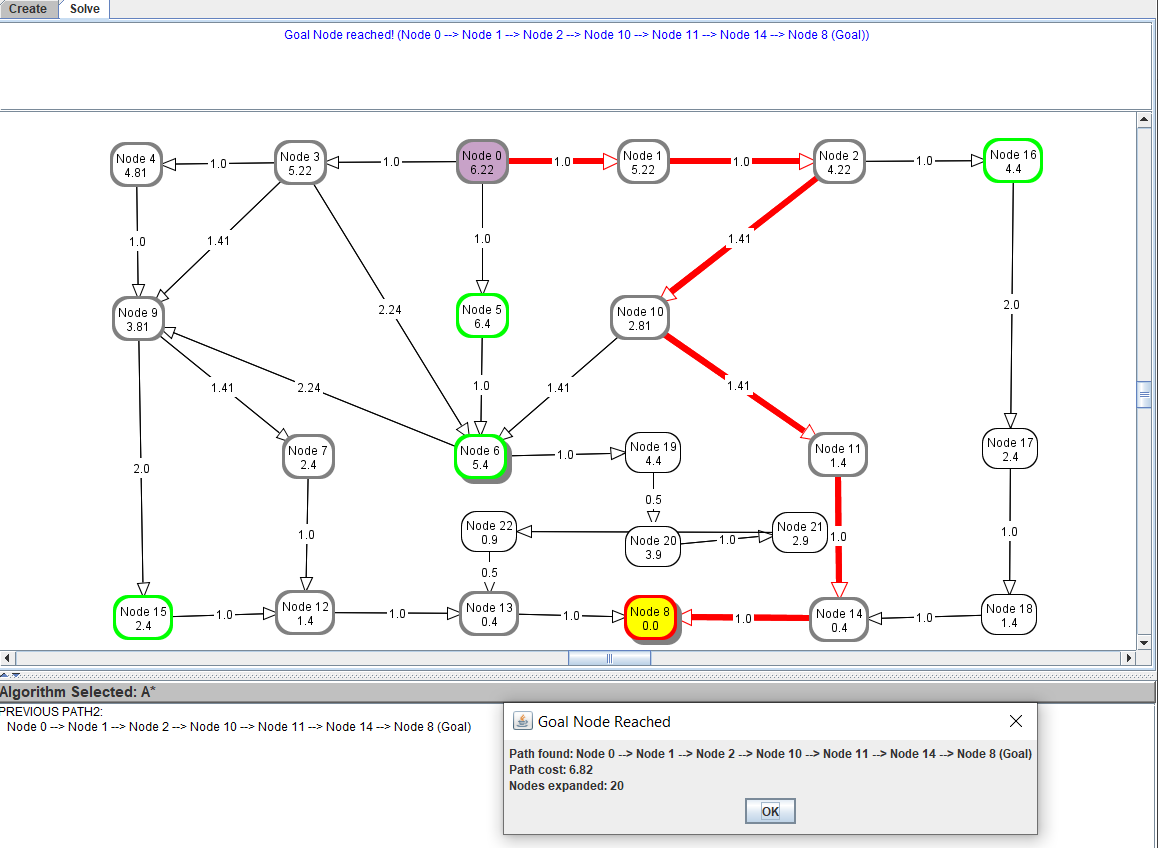 Create Solve
Goal Node reached! (Node 0 --> Node 1 --> Node 2 --> Node 10 --> Node 11 --> Node 14 --> Node 8 (Goal))
Node 4
4.81
1.0
Node 3
5.22
1.0
Node 0
6.22
1.0
Node 1
5.22
1.0
Node 2
4.22
1.0
Node 16
4.4
1.0
1.41
1.0
1.41
Node 9
3.81
2.24
Node 5
6.4
Node 10
2.81
2.0
1.41
2.24
1.0
1.41
1.41
Node 7
2.4
Node 6
5.4
1.0
Node 19
4.4
Node 11
1.4
Node 17
2.4
2.0
0.5
1.0
Node 22
0.9
Node 20
3.9
1.0
Node 21
2.9
1.0
1.0
0.5
Node 15
2.4
1.0
Node 12
1.4
1.0
Node 13
0.4
1.0
Node 8
0.0
1.0
Node 14
0.4
1.0
Node 18
1.4
Algorithm Selected: A*
PREVIOUS PATH2:
Node 0 --> Node 1 --> Node 2 --> Node 10 --> Node 11 --> Node 14 --> Node 8 (Goal)
Goal Node Reached
Path found: Node 0 --> Node 1 --> Node 2 --> Node 10 --> Node 11 --> Node 14 --> Node 8 (Goal)
Path cost: 6.82
Nodes expanded: 20
OK